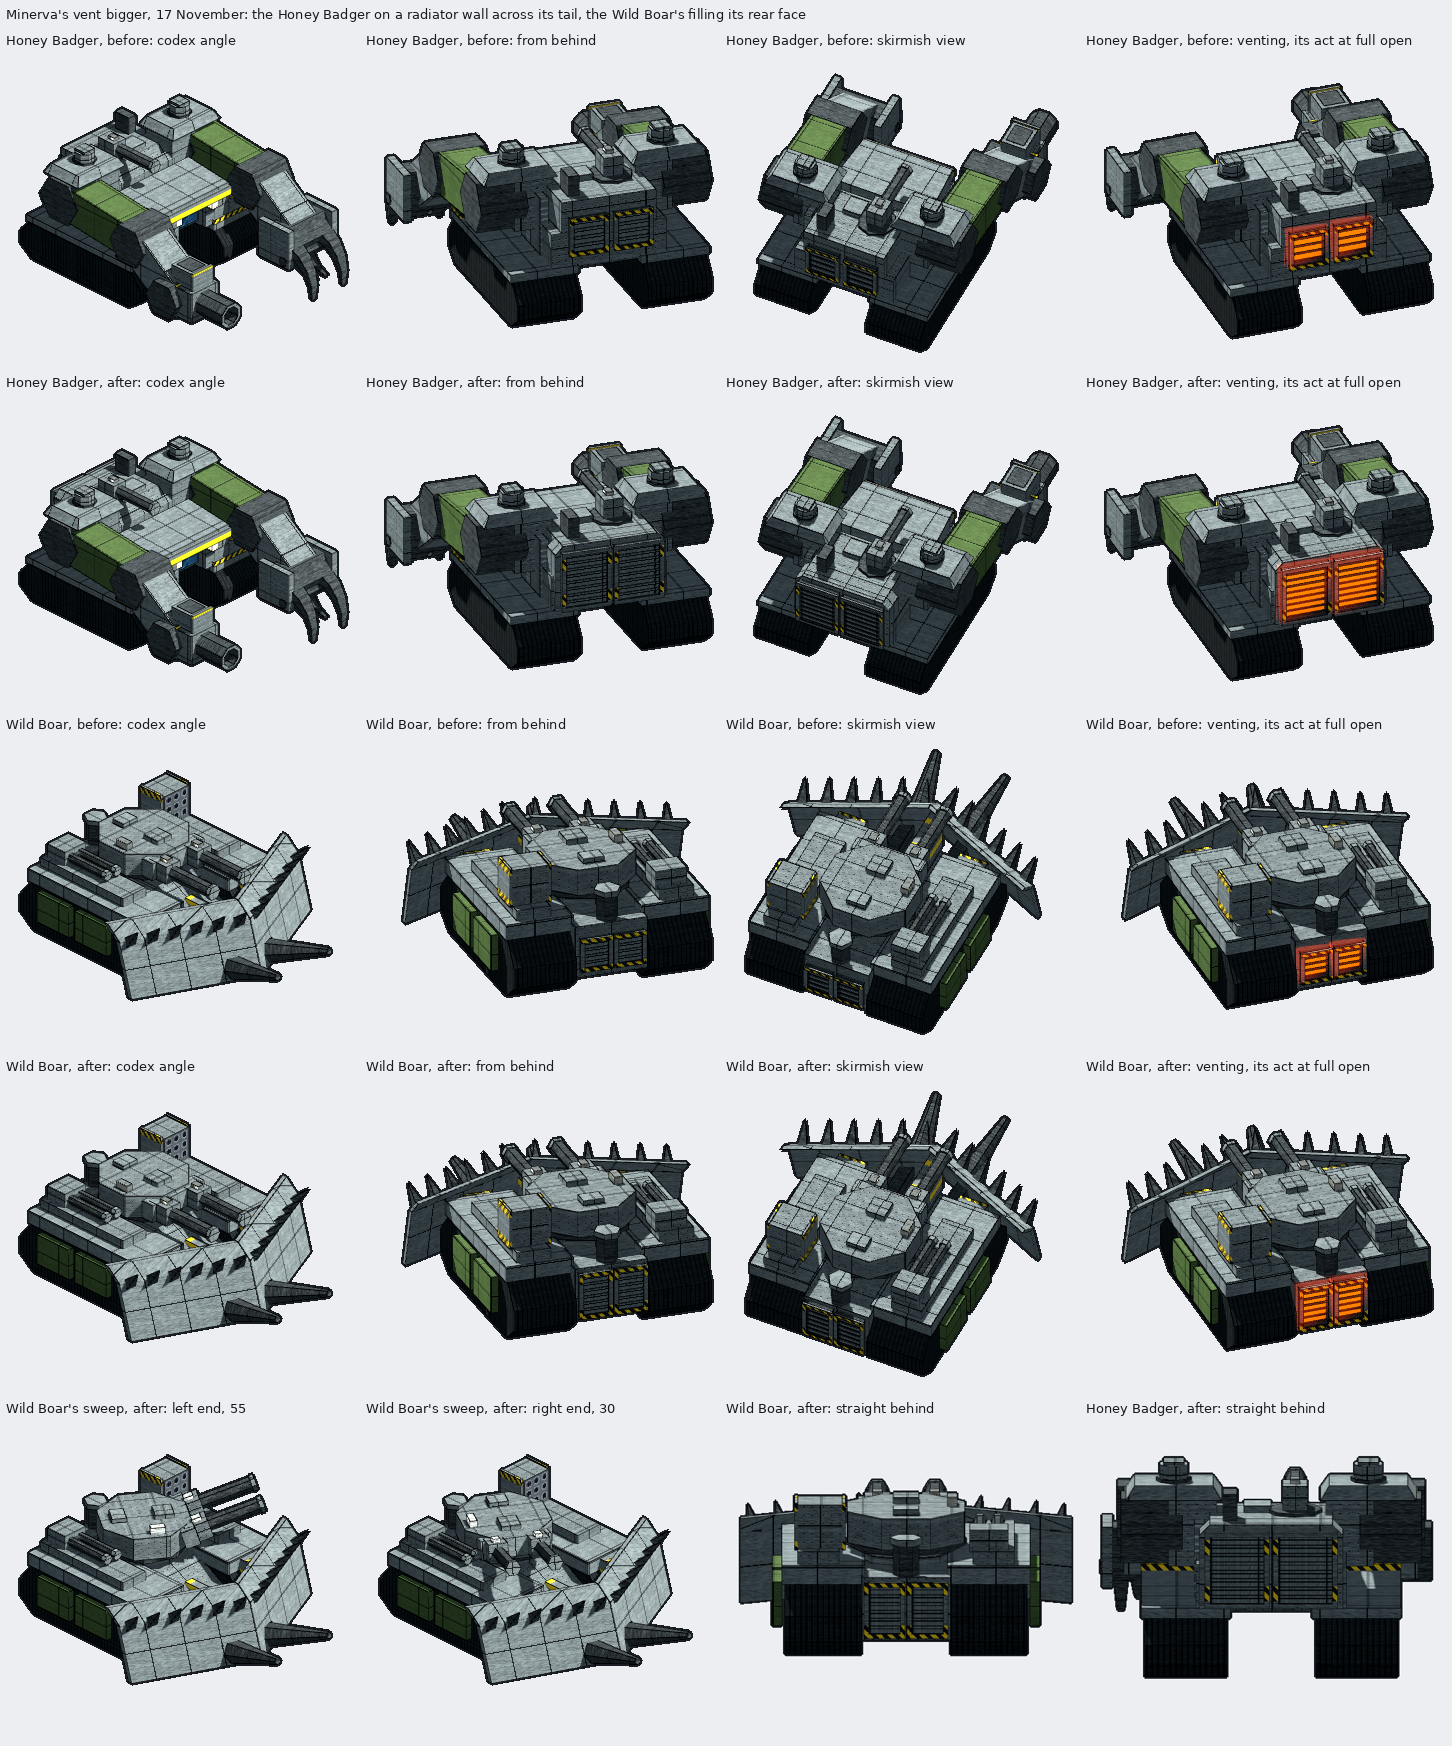 Minerva's vent bigger, 17 November: the Honey Badger on a radiator wall across its tail, the Wild Boar's filling its rear face
Honey Badger, before: codex angle
Honey Badger, before: from behind
Honey Badger, before: skirmish view
Honey Badger, before: venting, its act at full open
Honey Badger, after: codex angle
Honey Badger, after: from behind
Honey Badger, after: skirmish view
Honey Badger, after: venting, its act at full open
Wild Boar, before: codex angle
Wild Boar, before: from behind
Wild Boar, before: skirmish view
Wild Boar, before: venting, its act at full open
Wild Boar, after: codex angle
Wild Boar, after: from behind
Wild Boar, after: skirmish view
Wild Boar, after: venting, its act at full open
Wild Boar's sweep, after: left end, 55
Wild Boar's sweep, after: right end, 30
Wild Boar, after: straight behind
Honey Badger, after: straight behind